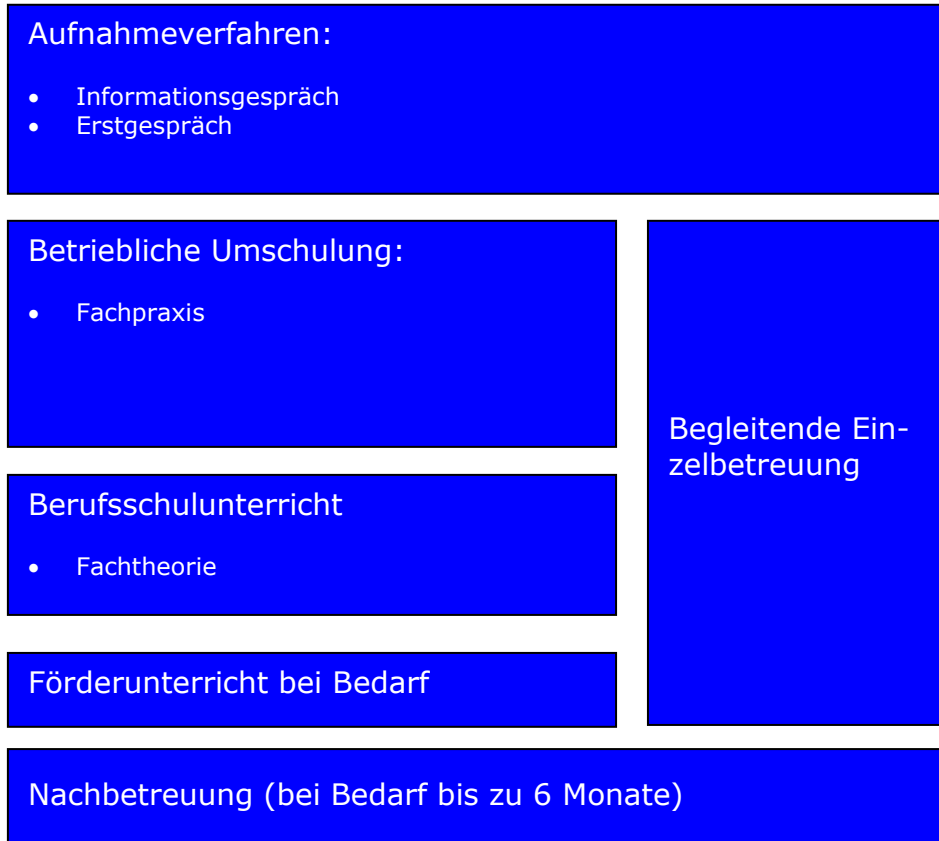 Aufnahmeverfahren:
• Informationsgespräch
• Erstgespräch
Betriebliche Umschulung:
• Fachpraxis
Berufsschulunterricht
• Fachtheorie
Förderunterricht bei Bedarf
Begleitende Ein-
zelbetreuung
Nachbetreuung (bei Bedarf bis zu 6 Monate)